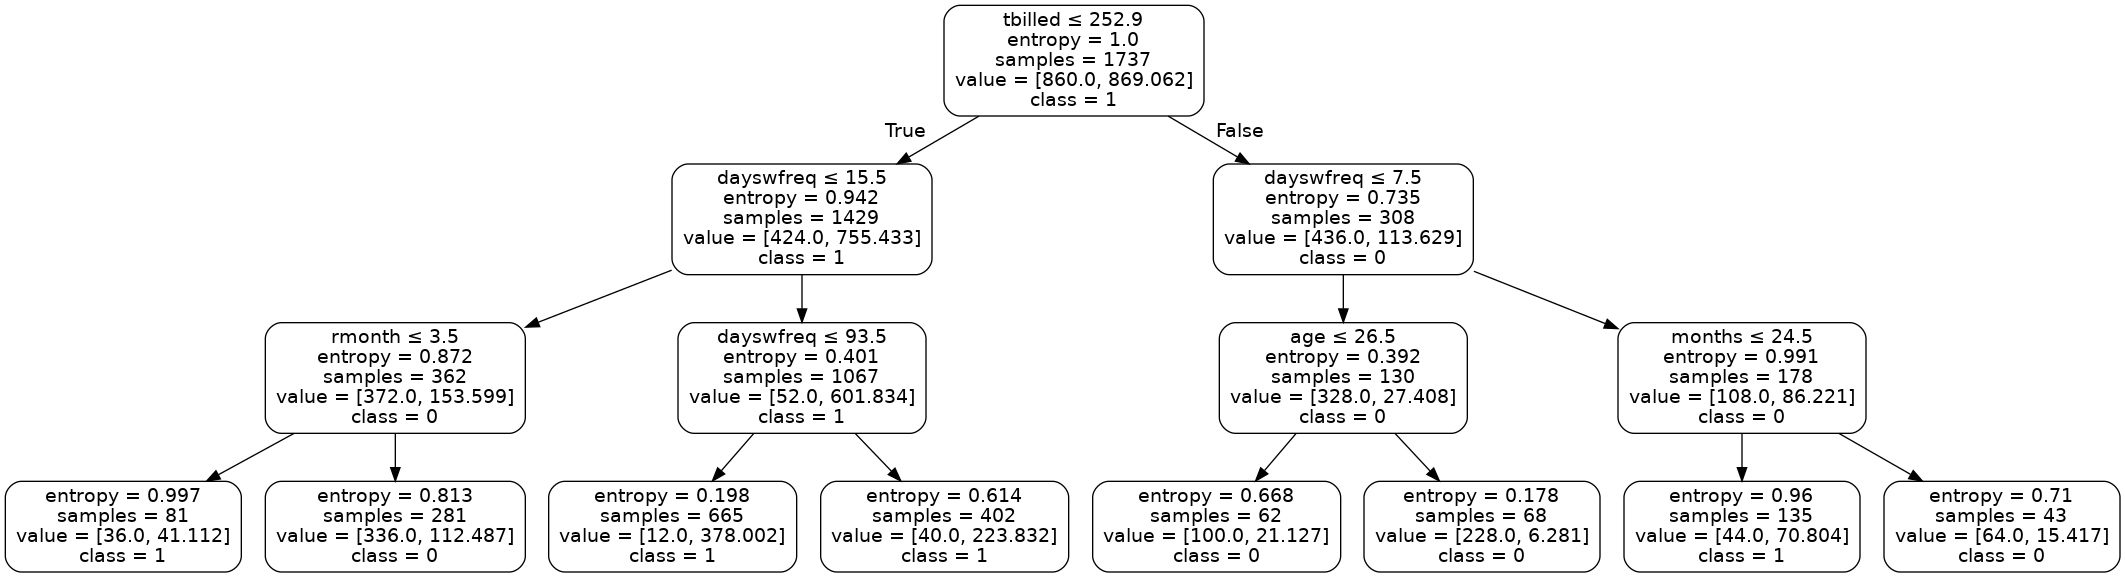 tbilled ≤ 252.9
entropy = 1.0
samples = 1737
value = [860.0, 869.062]
class = 1
True
False
dayswfreq ≤ 15.5
entropy = 0.942
samples = 1429
value = [424.0, 755.433]
class = 1
dayswfreq ≤ 7.5
entropy = 0.735
samples = 308
value = [436.0, 113.629]
class = 0
rmonth ≤ 3.5
entropy = 0.872
samples = 362
value = [372.0, 153.599]
class = 0
dayswfreq ≤ 93.5
entropy = 0.401
samples = 1067
value = [52.0, 601.834]
class = 1
age ≤ 26.5
entropy = 0.392
samples = 130
value = [328.0, 27.408]
class = 0
months ≤ 24.5
entropy = 0.991
samples = 178
value = [108.0, 86.221]
class = 0
entropy = 0.997
samples = 81
value = [36.0, 41.112]
class = 1
entropy = 0.813
samples = 281
value = [336.0, 112.487]
class = 0
entropy = 0.198
samples = 665
value = [12.0, 378.002]
class = 1
entropy = 0.614
samples = 402
value = [40.0, 223.832]
class = 1
entropy = 0.668
samples = 62
value = [100.0, 21.127]
class = 0
entropy = 0.178
samples = 68
value = [228.0, 6.281]
class = 0
entropy = 0.96
samples = 135
value = [44.0, 70.804]
class = 1
entropy = 0.71
samples = 43
value = [64.0, 15.417]
class = 0